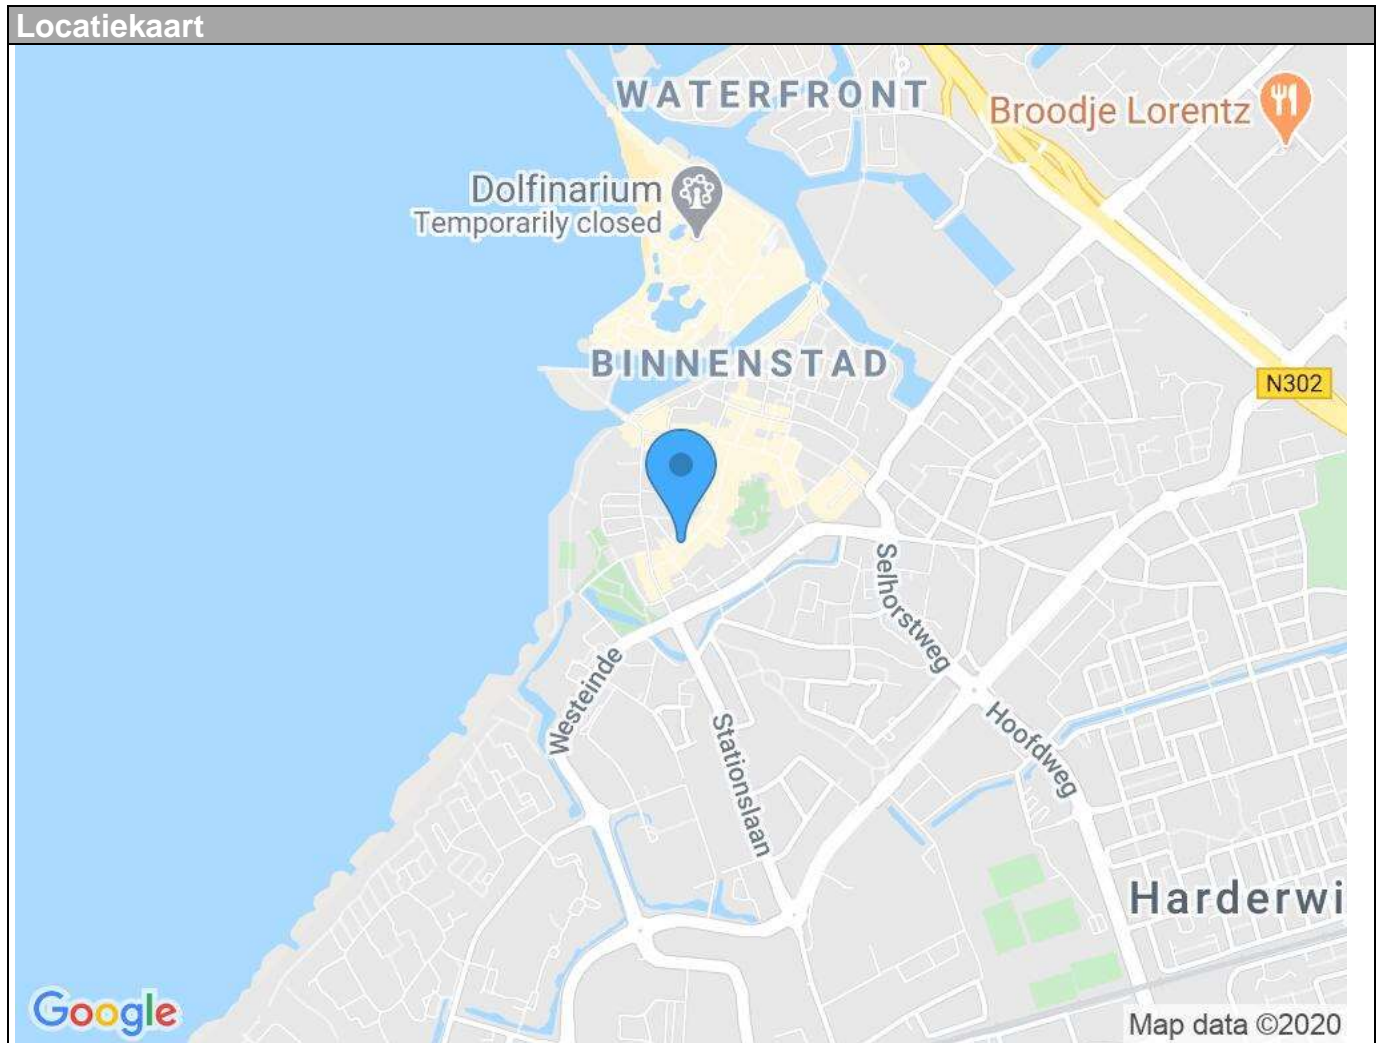 Locatiekaart
WATERFRONT
Broodje Lorentz
Dolfinarium
Temporarily closed
BINNENSTAD
N302
Selhorstweg
Westeinde
Hoofdweg
Stationslaan
Harderwi
Google
Map data ©2020